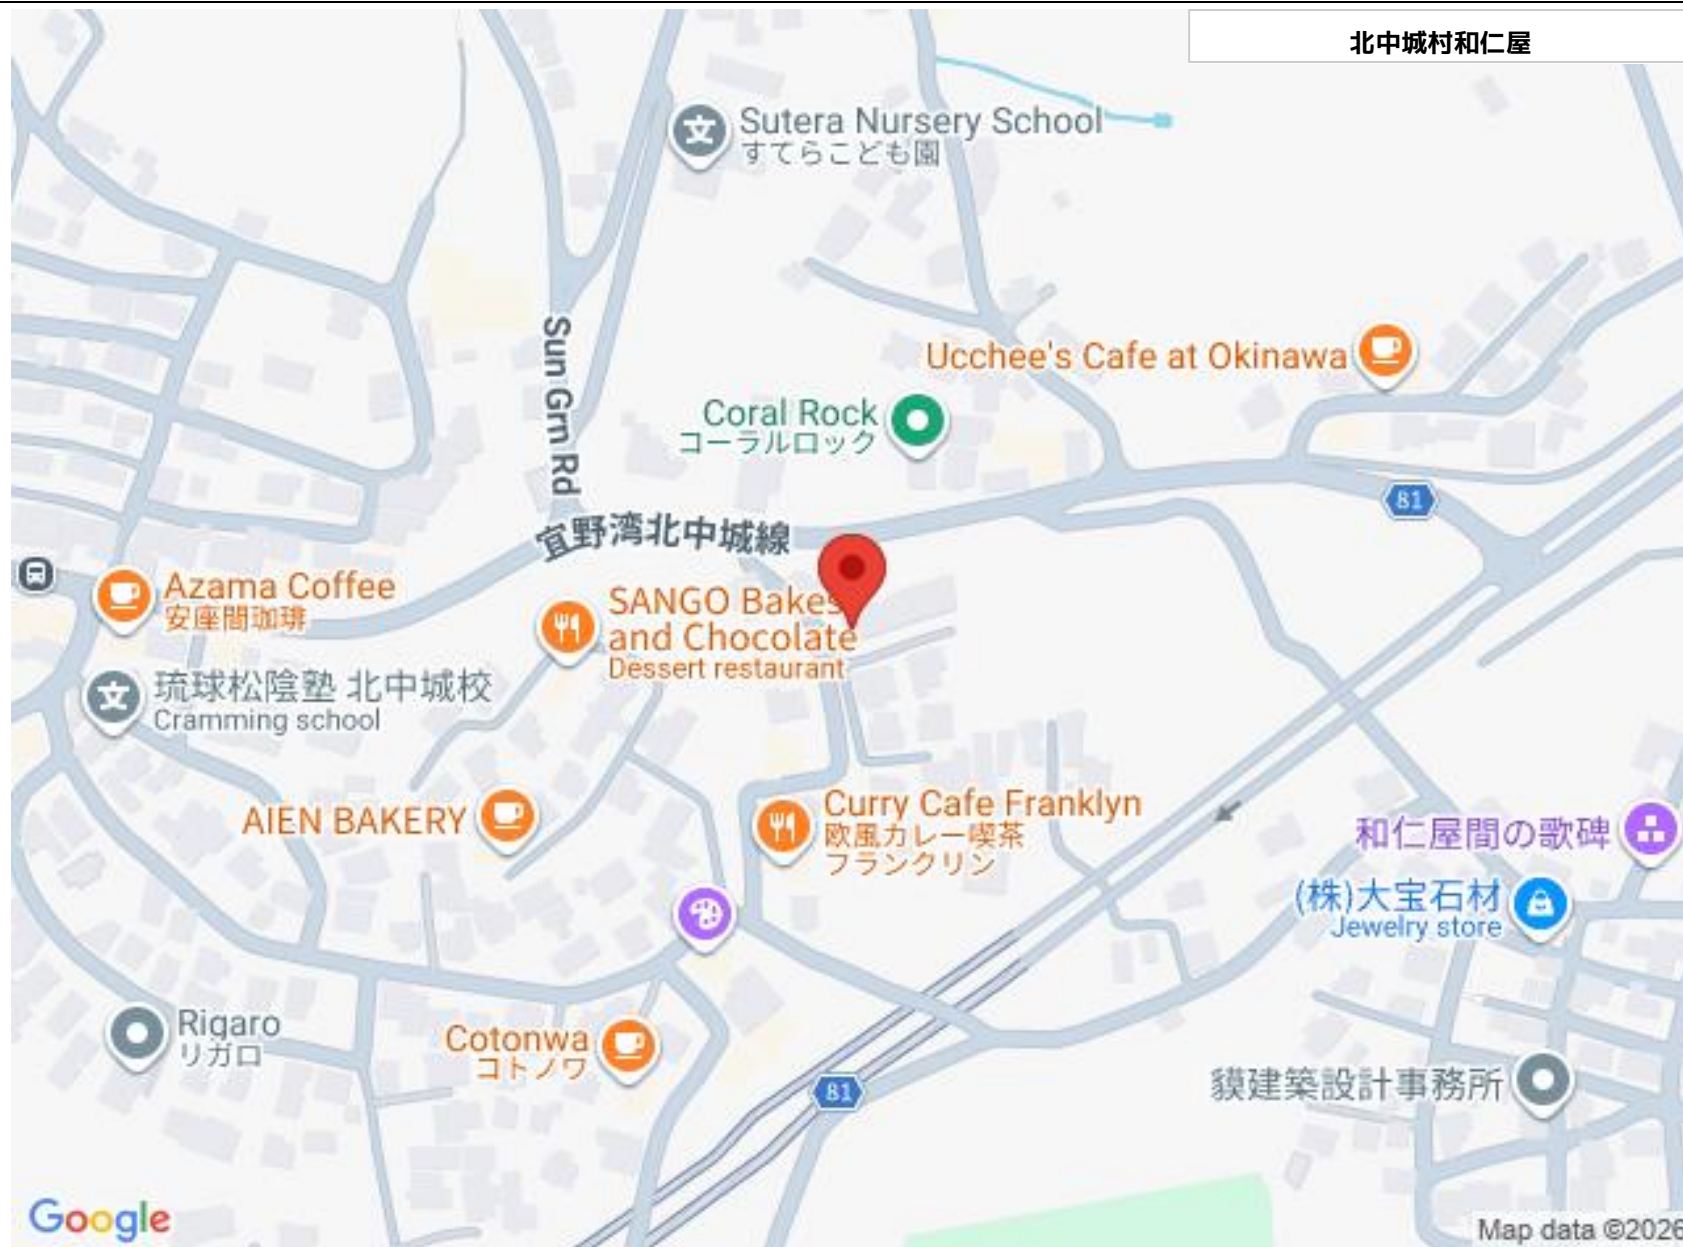 北中城村和仁屋
Sutera Nursery School
すてらこども園
Sun Grn Rd
Ucchee's Cafe at Okinawa
Coral Rock
コーラルロック
81
宜野湾北中城線
Azama Coffee
安座間珈琲
SANGO Bakes
and Chocolate
Dessert restaurant
琉球松陰塾 北中城校
Cramming school
AIEN BAKERY
Curry Cafe Franklyn
欧風カレー喫茶
フランクリン
和仁屋間の歌碑
(株)大宝石材
Jewelry store
Rigaro
リガロ
Cotonwa
コトノワ
81
貘建築設計事務所
Google
Map data ©2026